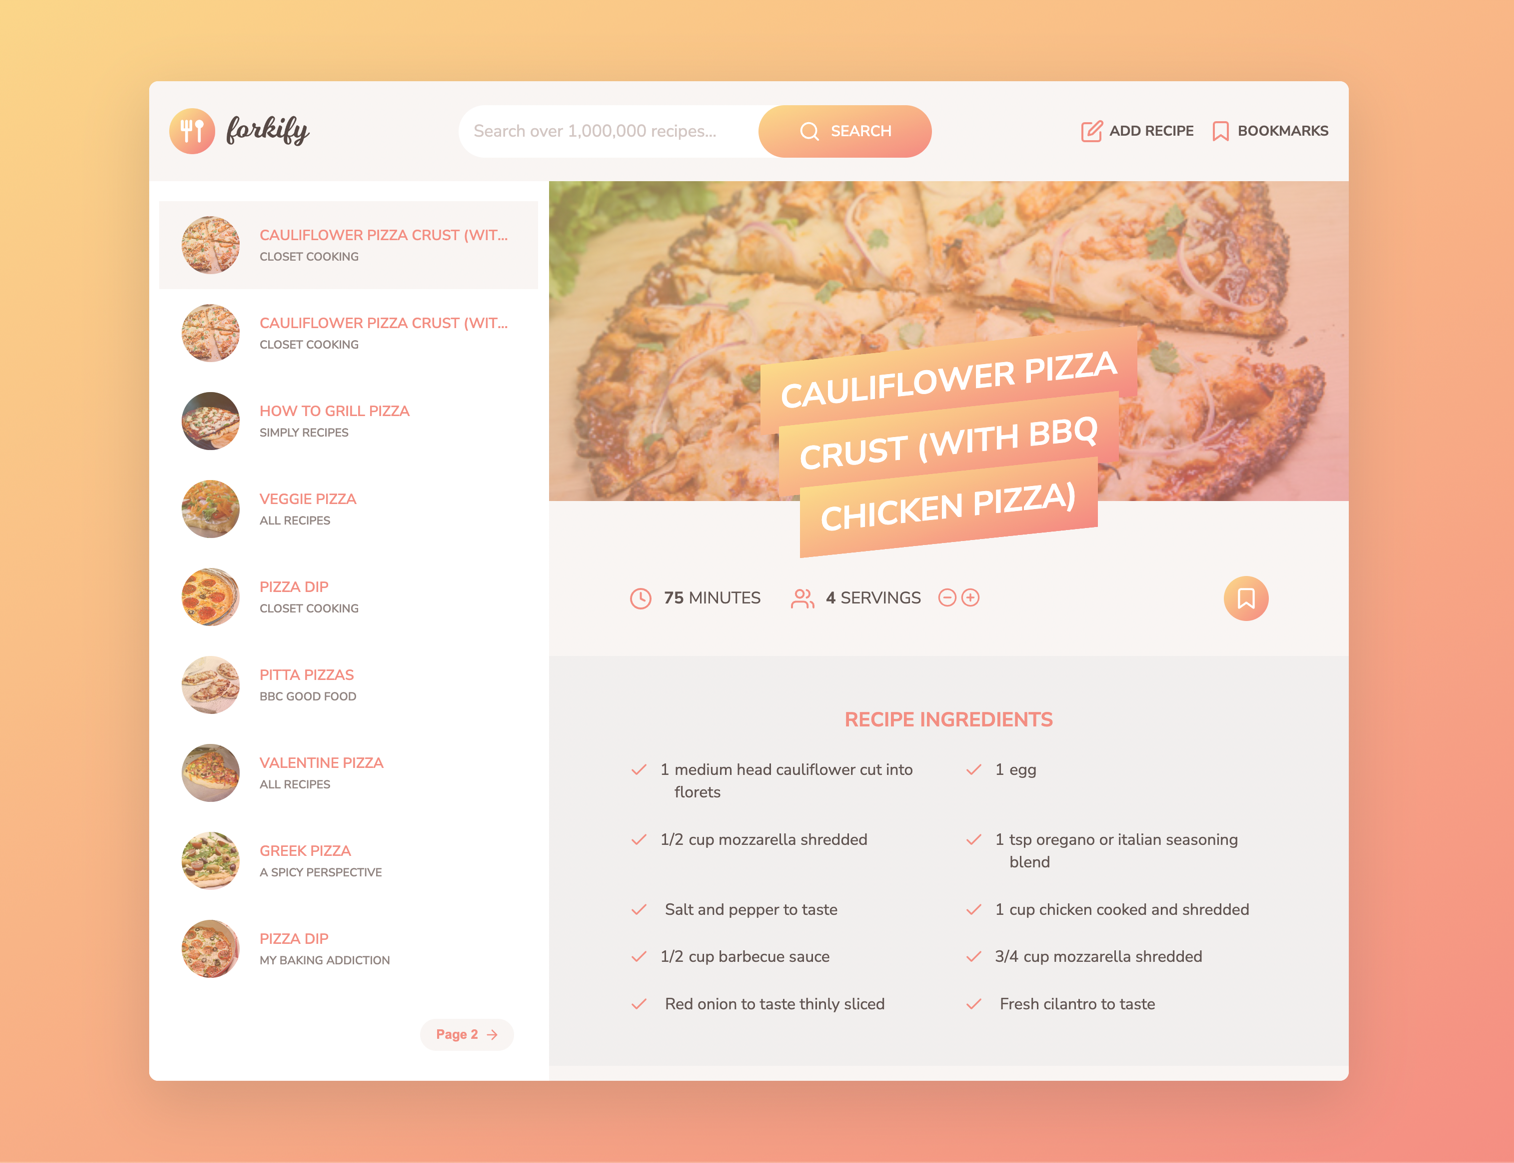 forkify
Search over 1,000,000 recipes...
SEARCH
ADD RECIPE
BOOKMARKS
CAULIFLOWER PIZZA CRUST (WIT...
CLOSET COOKING
CAULIFLOWER PIZZA CRUST (WIT...
CLOSET COOKING
HOW TO GRILL PIZZA
SIMPLY RECIPES
VEGGIE PIZZA
ALL RECIPES
PIZZA DIP
CLOSET COOKING
PITTA PIZZAS
BBC GOOD FOOD
VALENTINE PIZZA
ALL RECIPES
GREEK PIZZA
A SPICY PERSPECTIVE
PIZZA DIP
MY BAKING ADDICTION
Page 2
CAULIFLOWER PIZZA
CRUST (WITH BBQ
CHICKEN PIZZA)
75 MINUTES
4 SERVINGS
RECIPE INGREDIENTS
1 medium head cauliflower cut into
florets
1 egg
1/2 cup mozzarella shredded
1 tsp oregano or italian seasoning
blend
Salt and pepper to taste
1 cup chicken cooked and shredded
1/2 cup barbecue sauce
3/4 cup mozzarella shredded
Red onion to taste thinly sliced
Fresh cilantro to taste